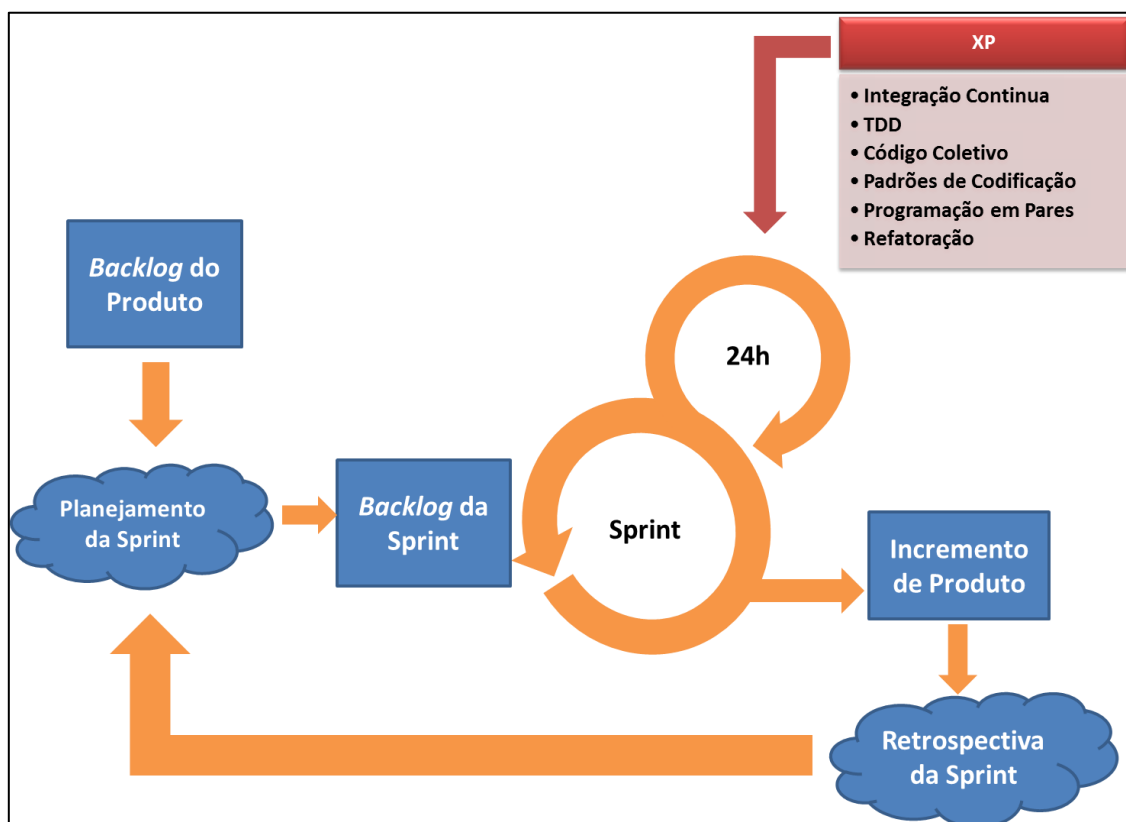 XP
• Integração Continua
• TDD
• Código Coletivo
• Padrões de Codificação
• Programação em Pares
• Refatoração
Backlog do
Produto
24h
Planejamento
da Sprint
Backlog da
Sprint
Sprint
Incremento
de Produto
Retrospectiva
da Sprint